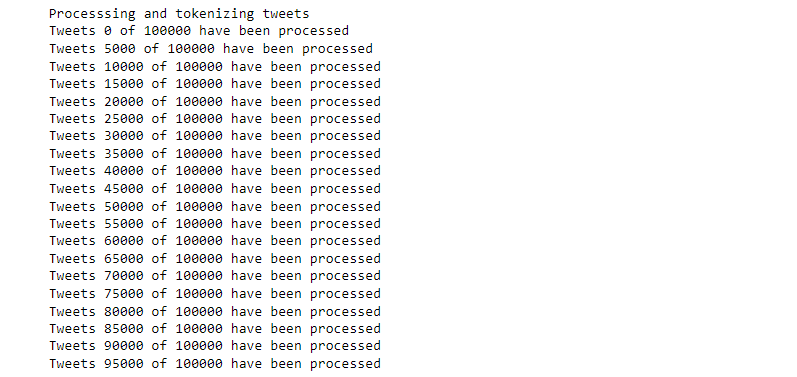 Processsing and tokenizing tweets
Tweets 0 of 100000 have been processed
Tweets 5000 of 100000 have been processed
Tweets 10000 of 100000 have been processed
Tweets 15000 of 100000 have been processed
Tweets 20000 of 100000 have been processed
Tweets 25000 of 100000 have been processed
Tweets 30000 of 100000 have been processed
Tweets 35000 of 100000 have been processed
Tweets 40000 of 100000 have been processed
Tweets 45000 of 100000 have been processed
Tweets 50000 of 100000 have been processed
Tweets 55000 of 100000 have been processed
Tweets 60000 of 100000 have been processed
Tweets 65000 of 100000 have been processed
Tweets 70000 of 100000 have been processed
Tweets 75000 of 100000 have been processed
Tweets 80000 of 100000 have been processed
Tweets 85000 of 100000 have been processed
Tweets 90000 of 100000 have been processed
Tweets 95000 of 100000 have been processed